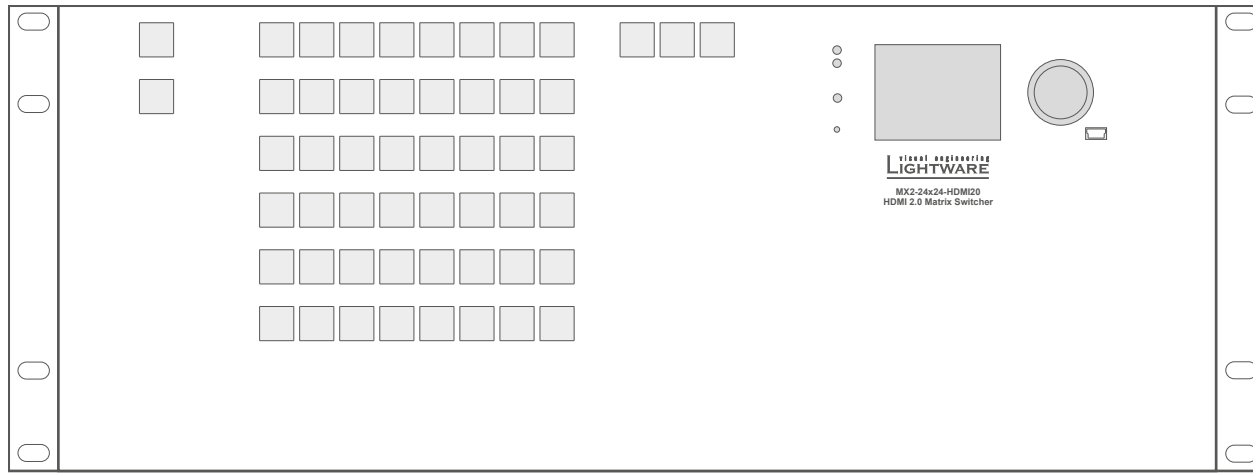 visual engineering
LIGHTWARE
MX2-24x24-HDMI20
HDMI 2.0 Matrix Switcher